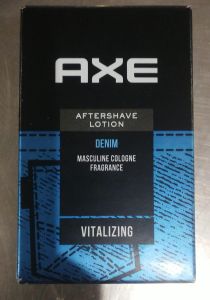 AXE
AFTERSHAVE
LOTION
DENIM
MASCULINE COLOGNE
FRAGRANCE
VITALIZING